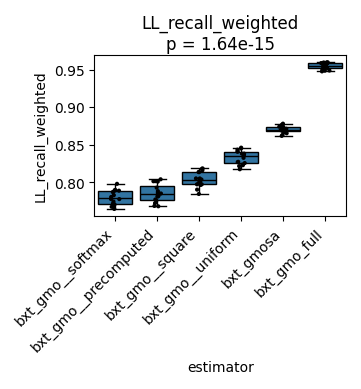 LL_recall_weighted
p = 1.64e-15
LL_recall_weighted
0.95
0.90
0.85
0.80
bxt_gmo__softmax
bxt_gmo__precomputed
bxt_gmo__square
bxt_gmo__uniform
bxt_gmosa
bxt_gmo_full
estimator